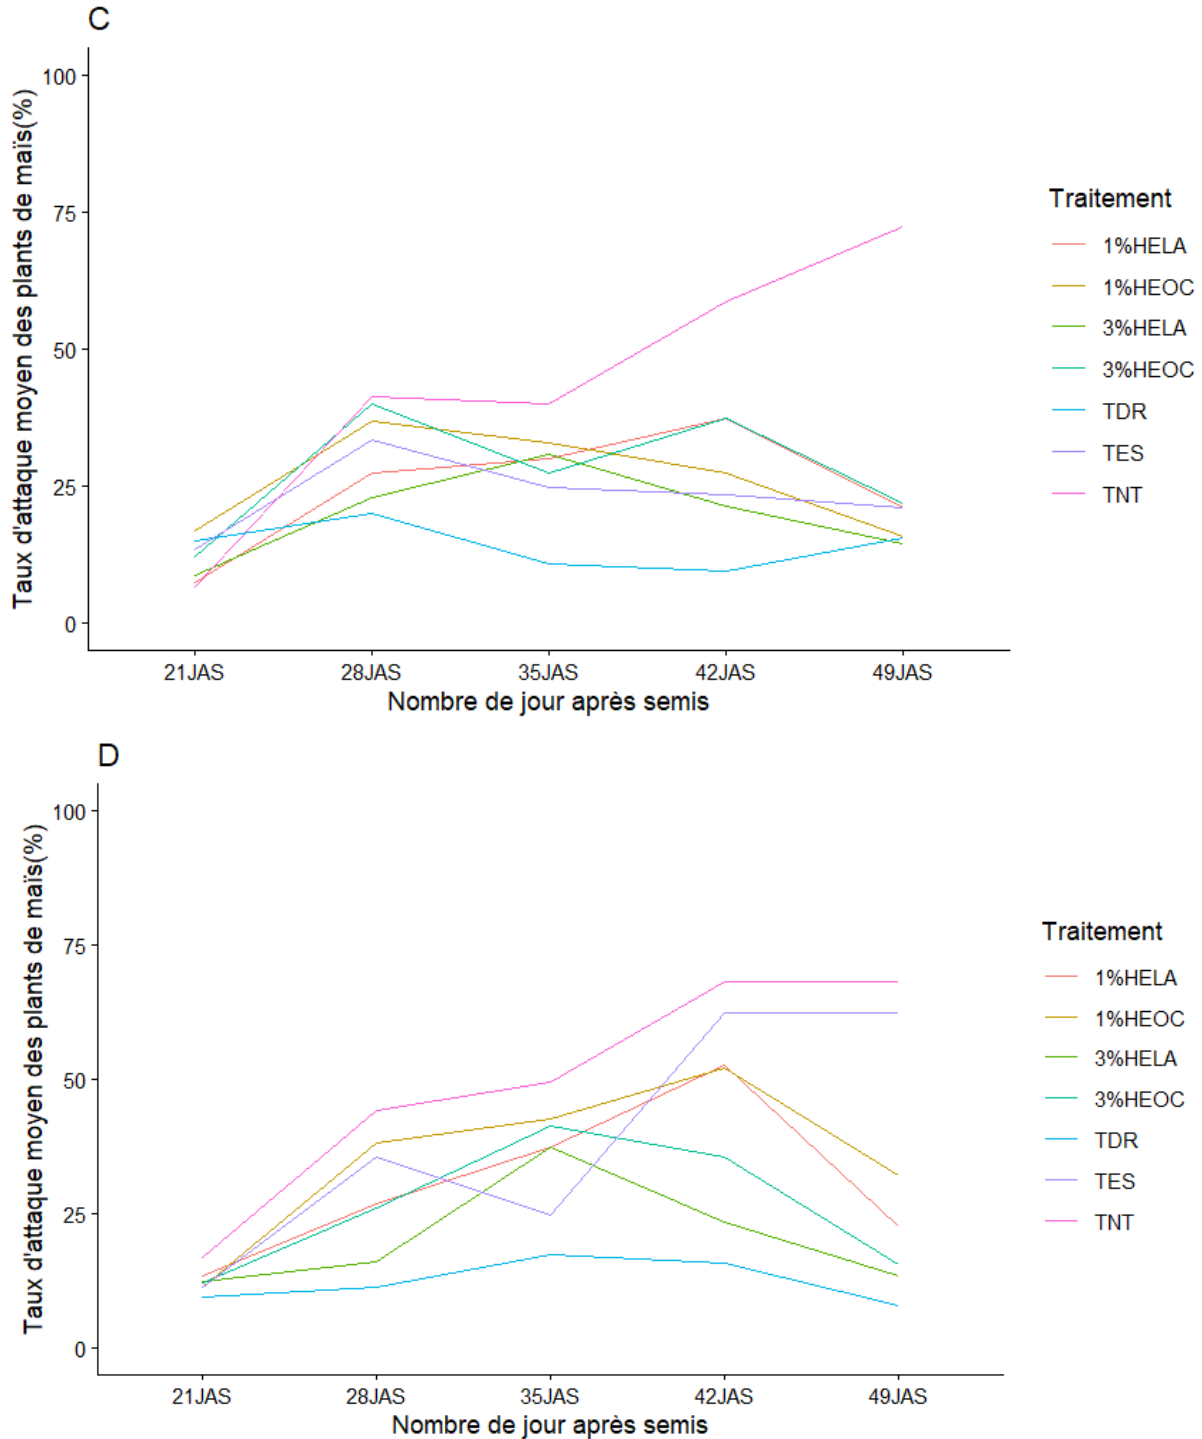 C
Taux d'attaque moyen des plants de maïs(%)
100
75
50
25
0
21JAS
28JAS
35JAS
42JAS
49JAS
Nombre de jour après semis
Traitement
1%HELA
1%HEOC
3%HELA
3%HEOC
TDR
TES
TNT
D
Taux d'attaque moyen des plants de maïs(%)
100
75
50
25
0
21JAS
28JAS
35JAS
42JAS
49JAS
Nombre de jour après semis
Traitement
1%HELA
1%HEOC
3%HELA
3%HEOC
TDR
TES
TNT